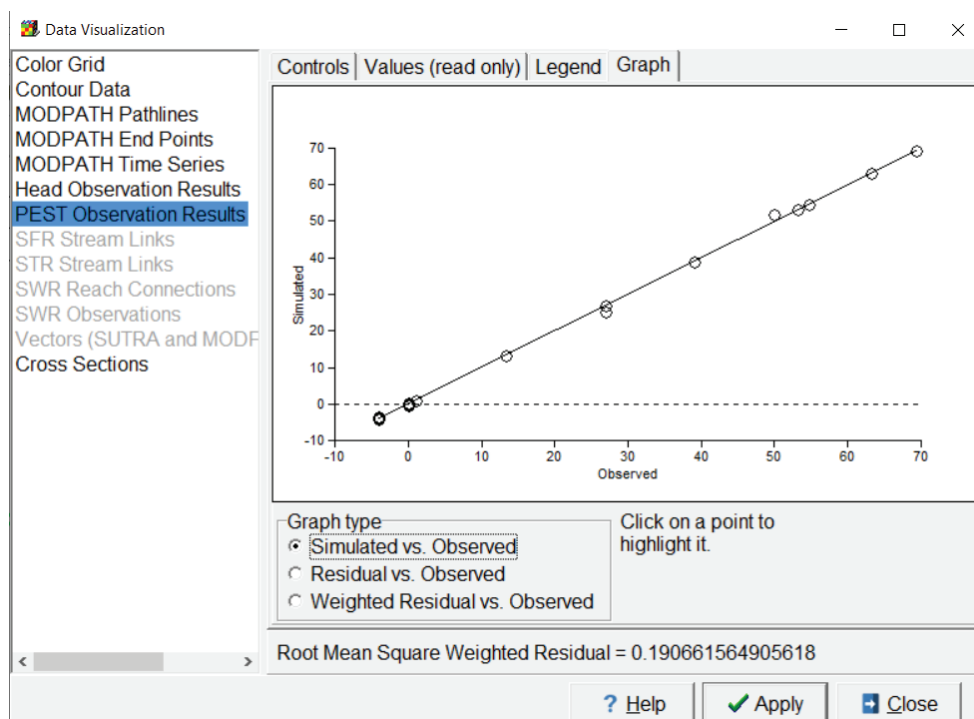 Data Visualization
Color Grid
Contour Data
MODPATH Pathlines
MODPATH End Points
MODPATH Time Series
Head Observation Results
PEST Observation Results
SFR Stream Links
STR Stream Links
SWR Reach Connections
SWR Observations
Vectors (SUTRA and MODF
Cross Sections
Controls Values (read only) Legend Graph
70
60
50
40
30
20
10
0
-10
Simulated
-10 0 10 20 30 40 50 60 70
Observed
Graph type
Simulated vs. Observed
Residual vs. Observed
Weighted Residual vs. Observed
Click on a point to
highlight it.
Root Mean Square Weighted Residual = 0.190661564905618
? Help Apply Close